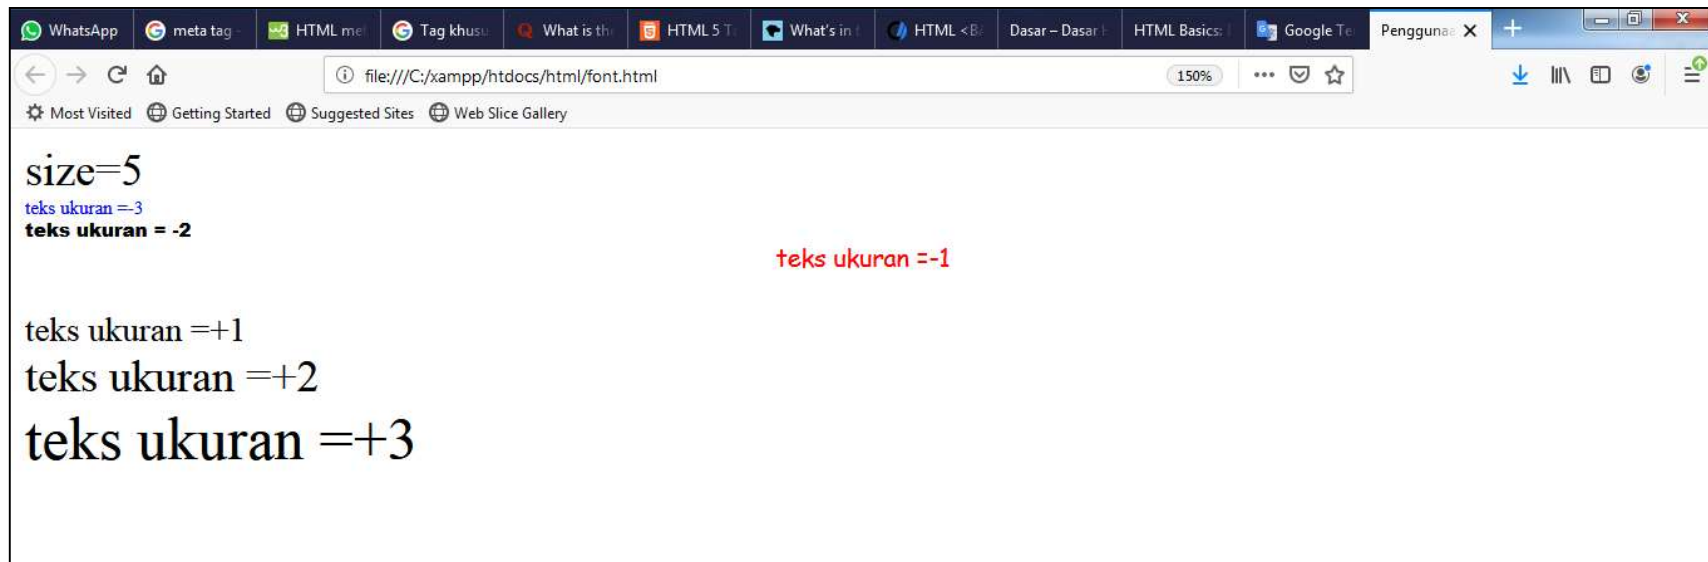 WhatsApp meta tag - HTML me Tag khusu What is th HTML 5 T What's in HTML <B Dasar – Dasar HTML Basics: Google Te Penggunaa
file:///C:/xampp/htdocs/html/font.html 150%
Most Visited Getting Started Suggested Sites Web Slice Gallery
size=5
teks ukuran =-3
teks ukuran = -2
teks ukuran =-1
teks ukuran =+1
teks ukuran =+2
teks ukuran =+3